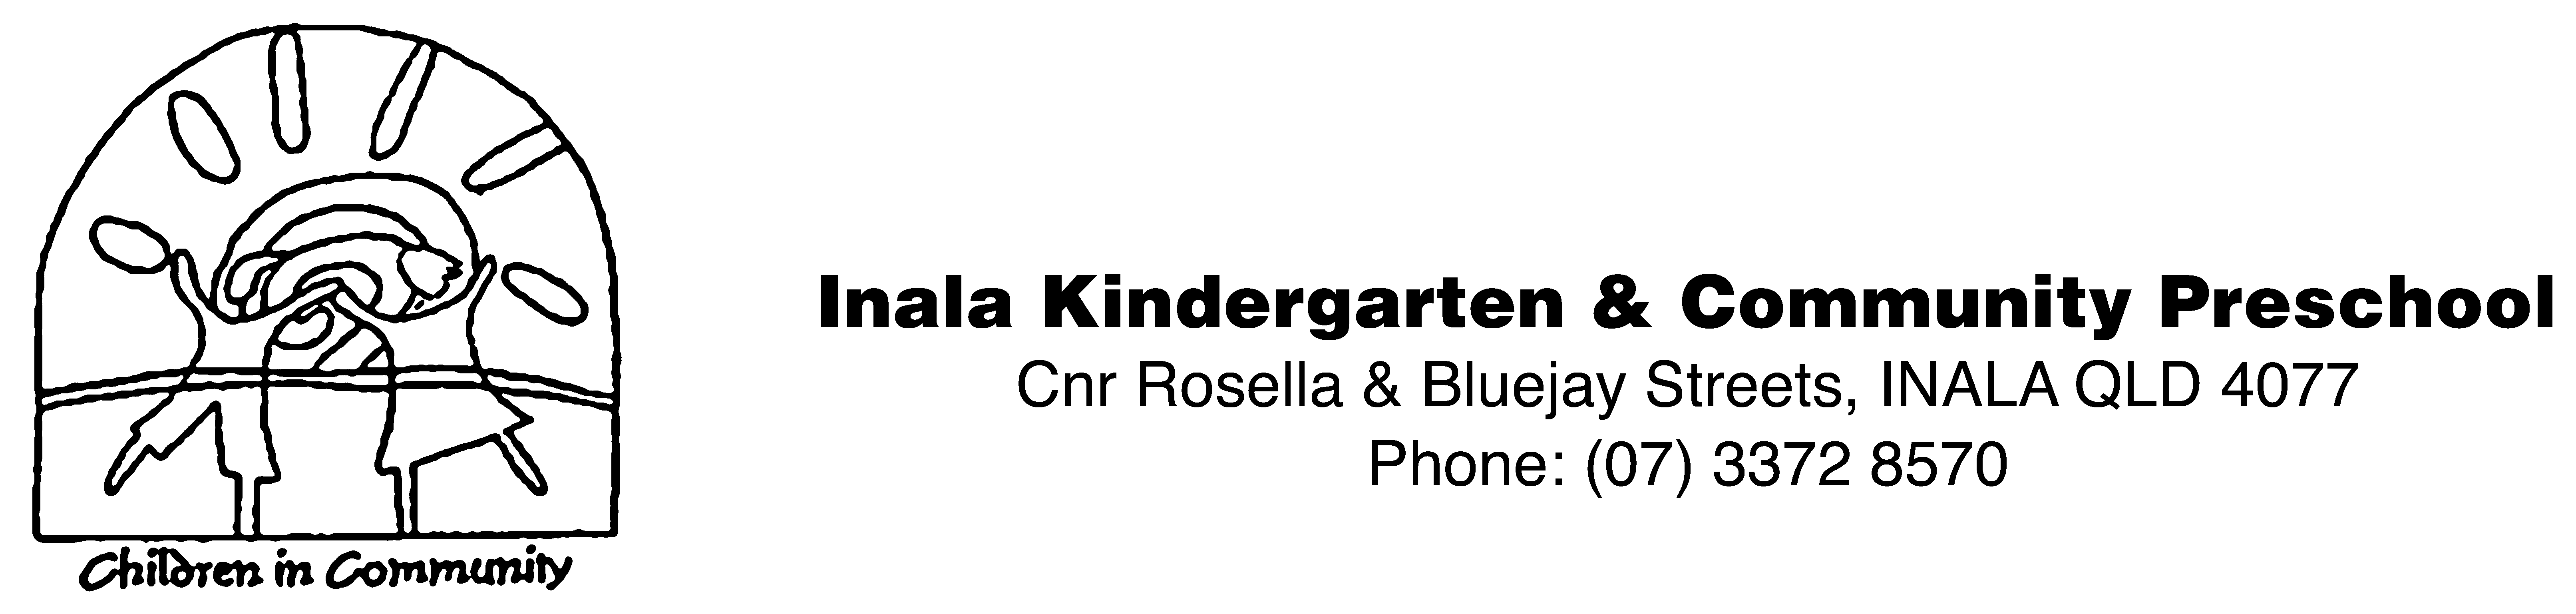 Inala Kindergarten & Community Preschool
Cnr Rosella & Bluejay Streets, INALA QLD 4077
Phone: (07) 3372 8570
Children in Community